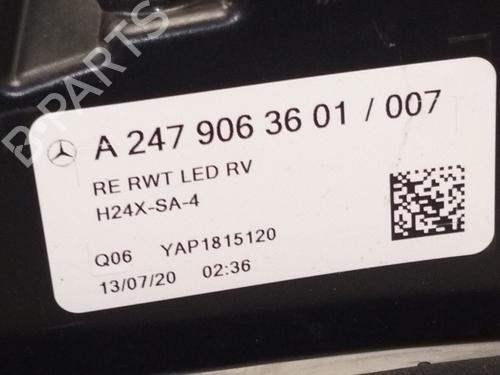 B-PARTS
A 247 906 36 01 / 007
RE RWT LED RV
H24X-SA-4
Q06 YAP1815120
13/07/20 02:36